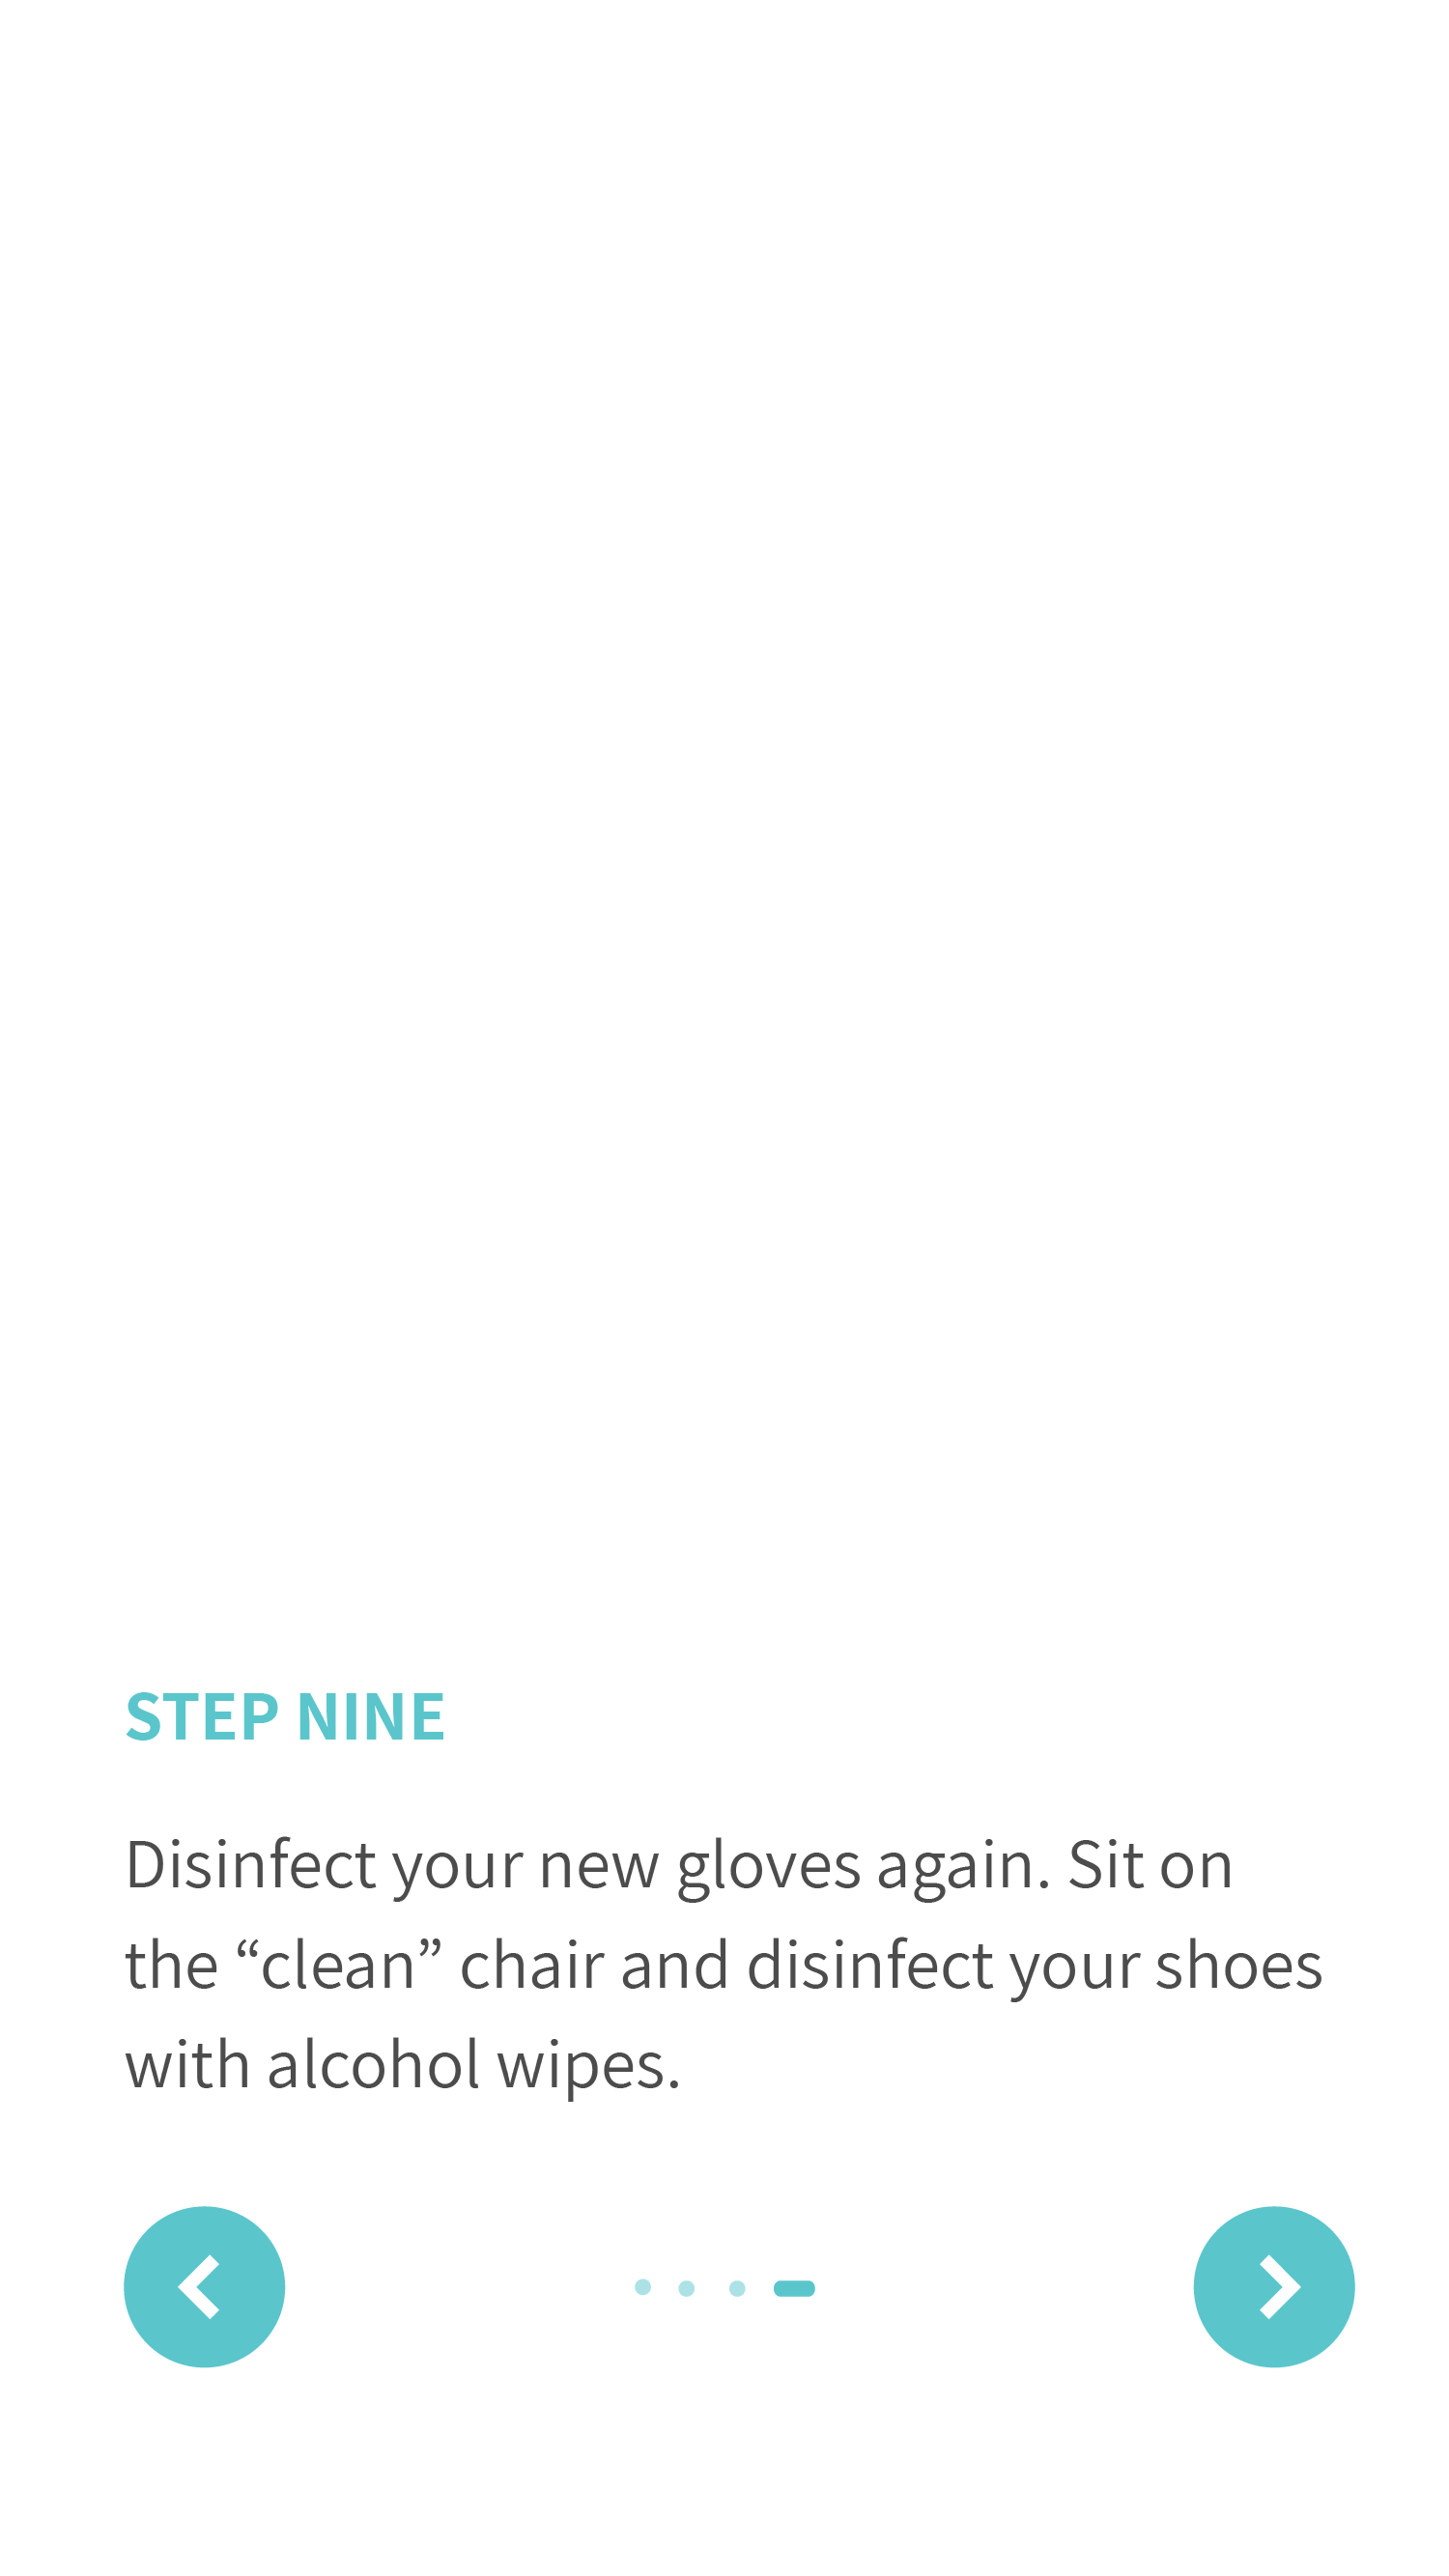 STEP NINE
Disinfect your new gloves again. Sit on
the “clean” chair and disinfect your shoes
with alcohol wipes.